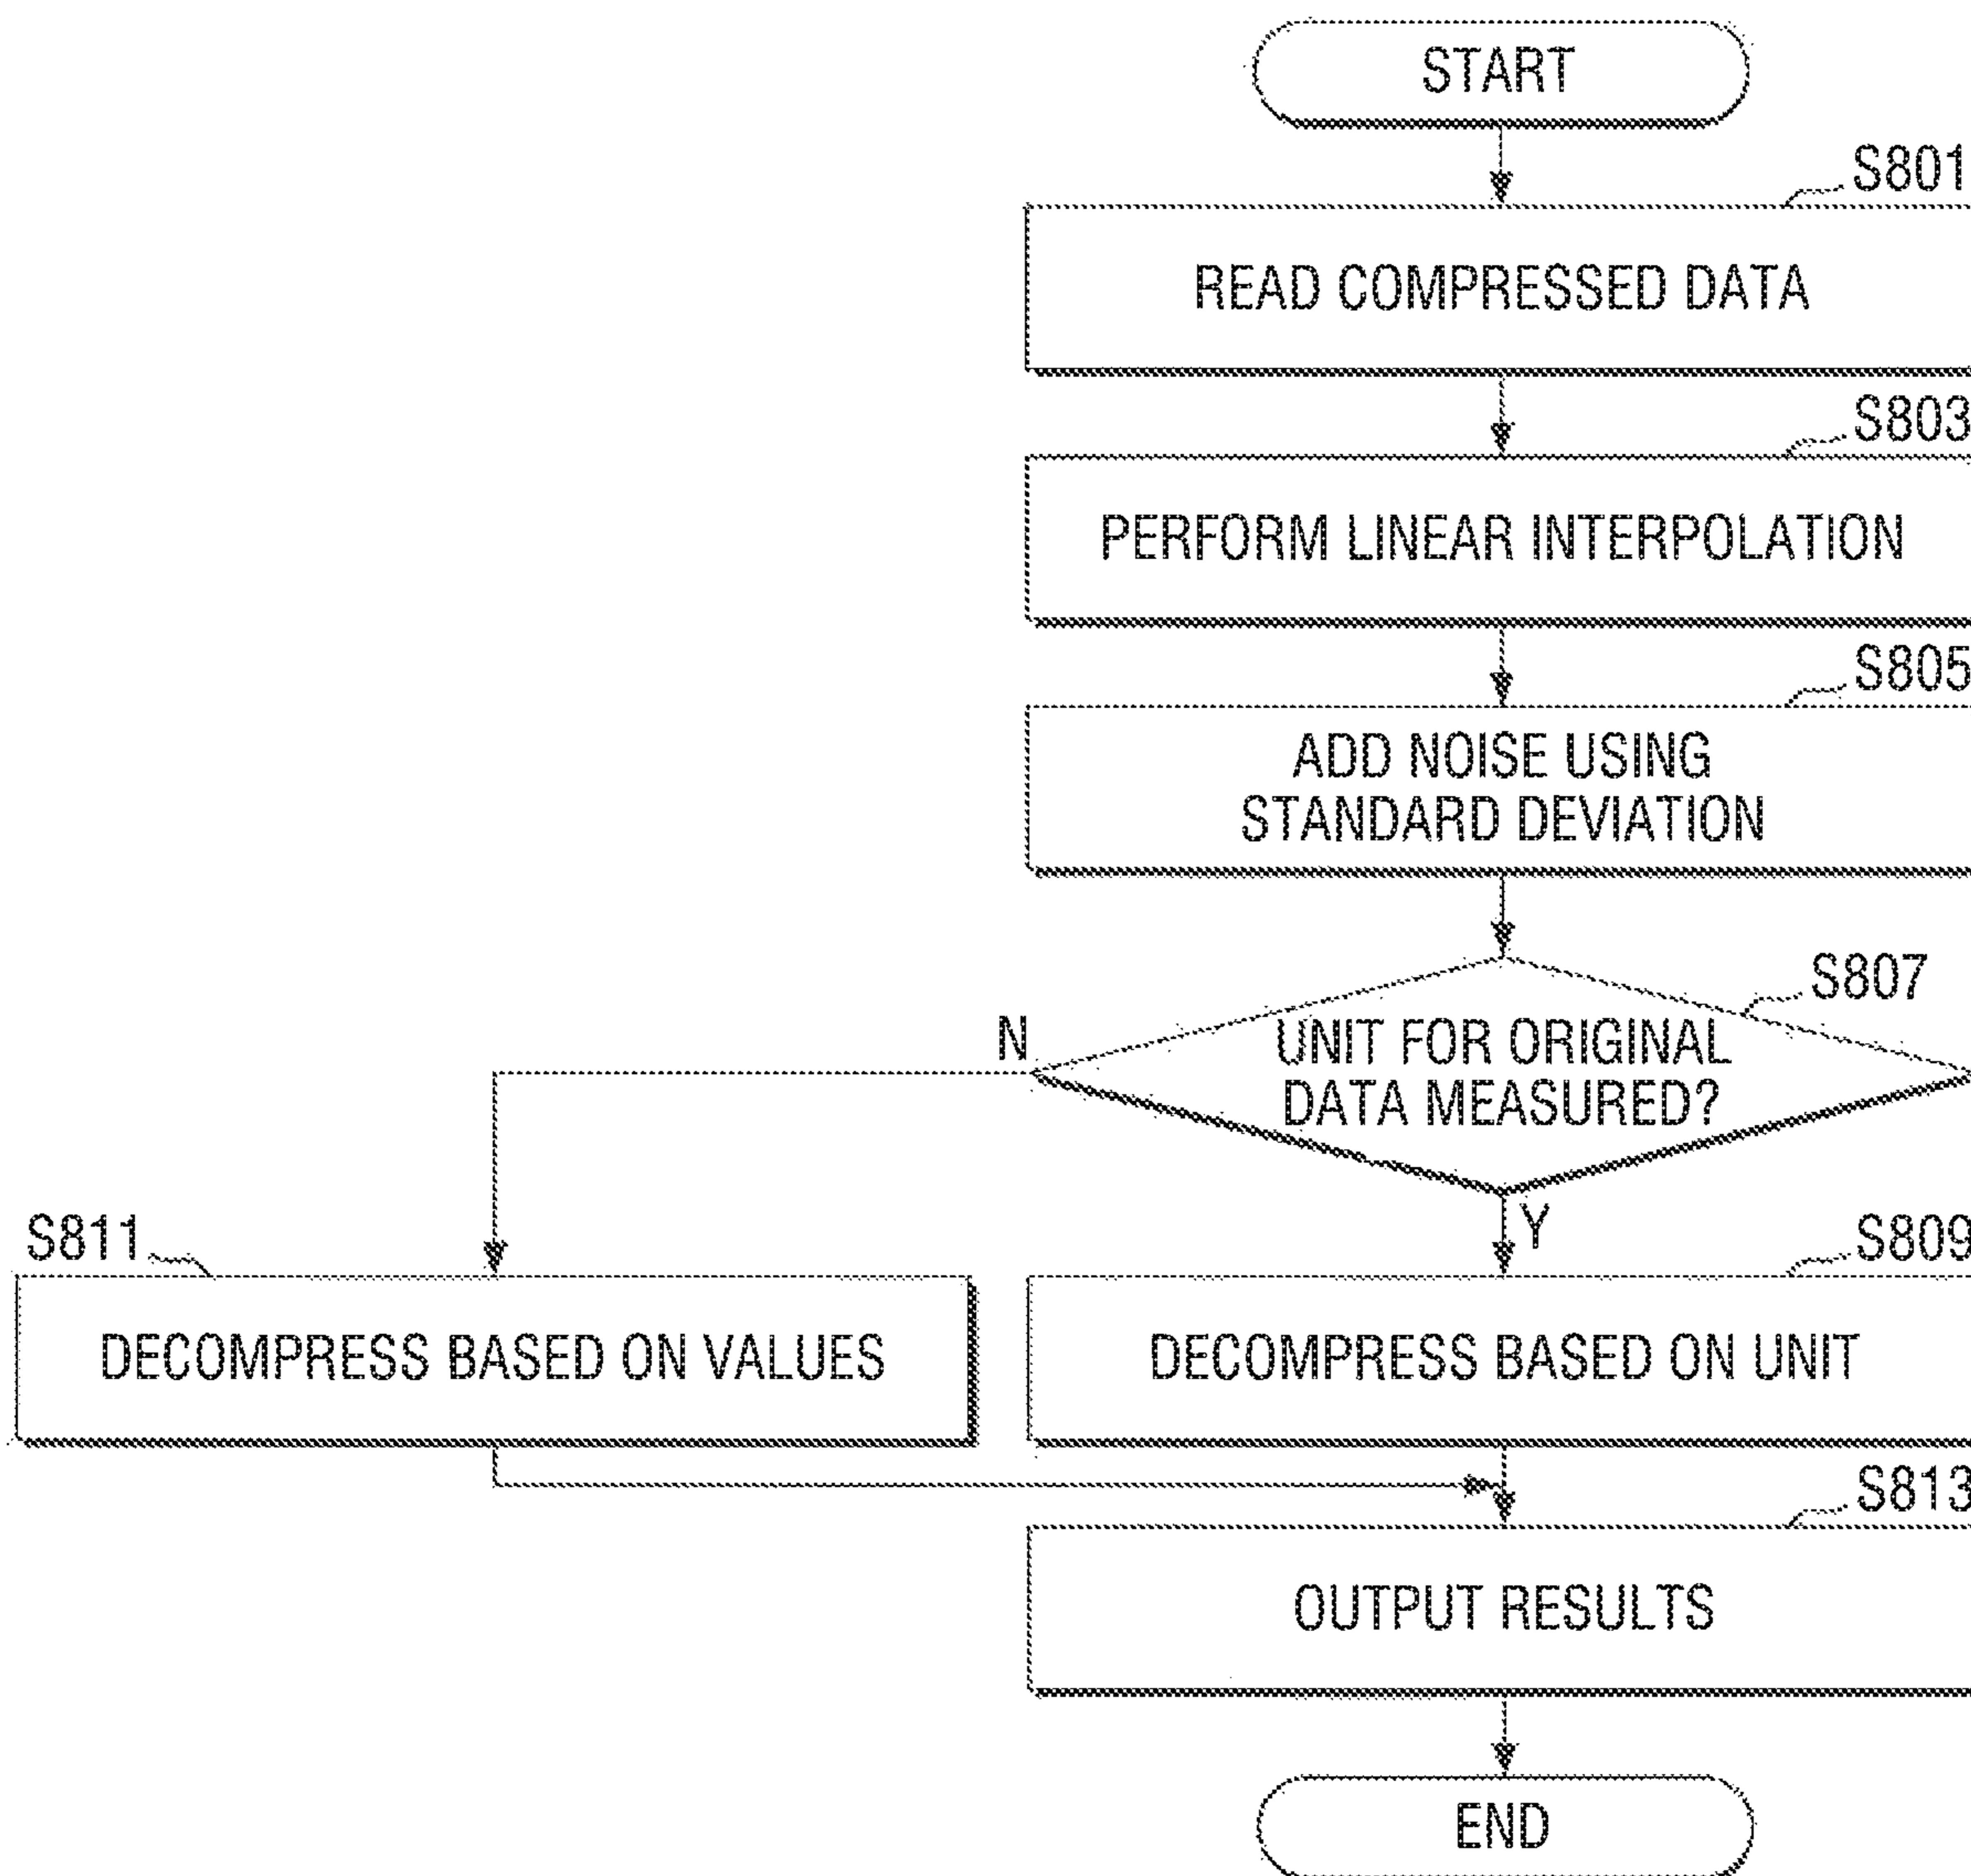 START
S801
READ COMPRESSED DATA
S803
PERFORM LINEAR INTERPOLATION
S805
ADD NOISE USING
STANDARD DEVIATION
S807
N
UNIT FOR ORIGINAL
DATA MEASURED?
Y
S811
S809
DECOMPRESS BASED ON VALUES
DECOMPRESS BASED ON UNIT
S813
OUTPUT RESULTS
END